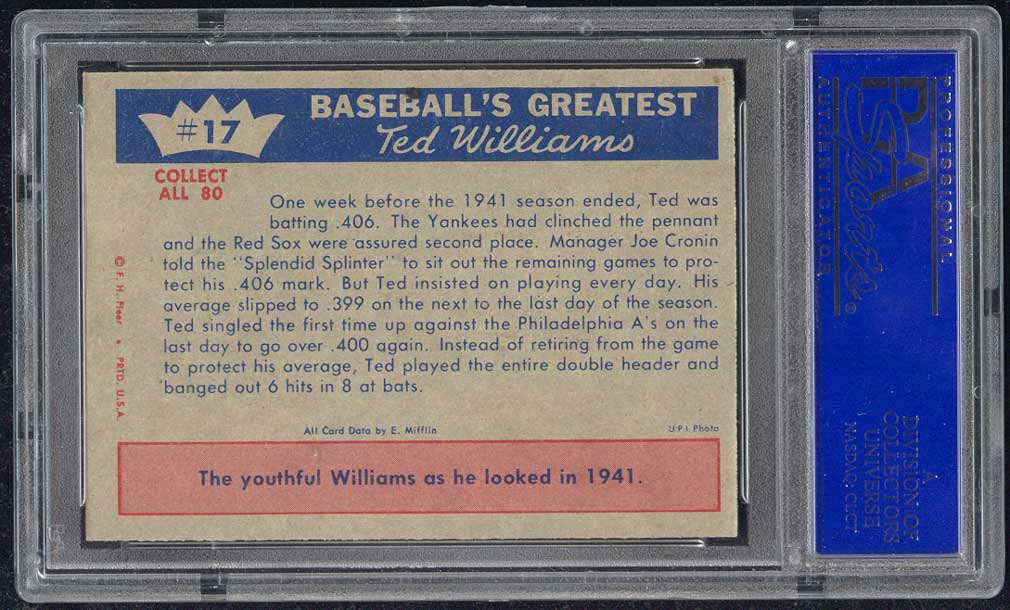 #17
BASEBALL'S GREATEST
Ted Williams
COLLECT
ALL 80
One week before the 1941 season ended, Ted was
batting .406. The Yankees had clinched the pennant
and the Red Sox were assured second place. Manager Joe Cronin
told the "Splendid Splinter" to sit out the remaining games to pro-
tect his .406 mark. But Ted insisted on playing every day. His
average slipped to .399 on the next to the last day of the season.
Ted singled the first time up against the Philadelphia A's on the
last day to go over .400 again. Instead of retiring from the game
to protect his average, Ted played the entire double header and
banged out 6 hits in 8 at bats.
© F. H. Fleer • PRTD. U.S.A.
All Card Data by E. Mifflin
U.P.I. Photo
The youthful Williams as he looked in 1941.
PROFESSIONAL
PSA
Sports
AUTHENTICATOR
®
A
DIVISION OF
COLLECTORS
UNIVERSE
NASDAQ: CLCT